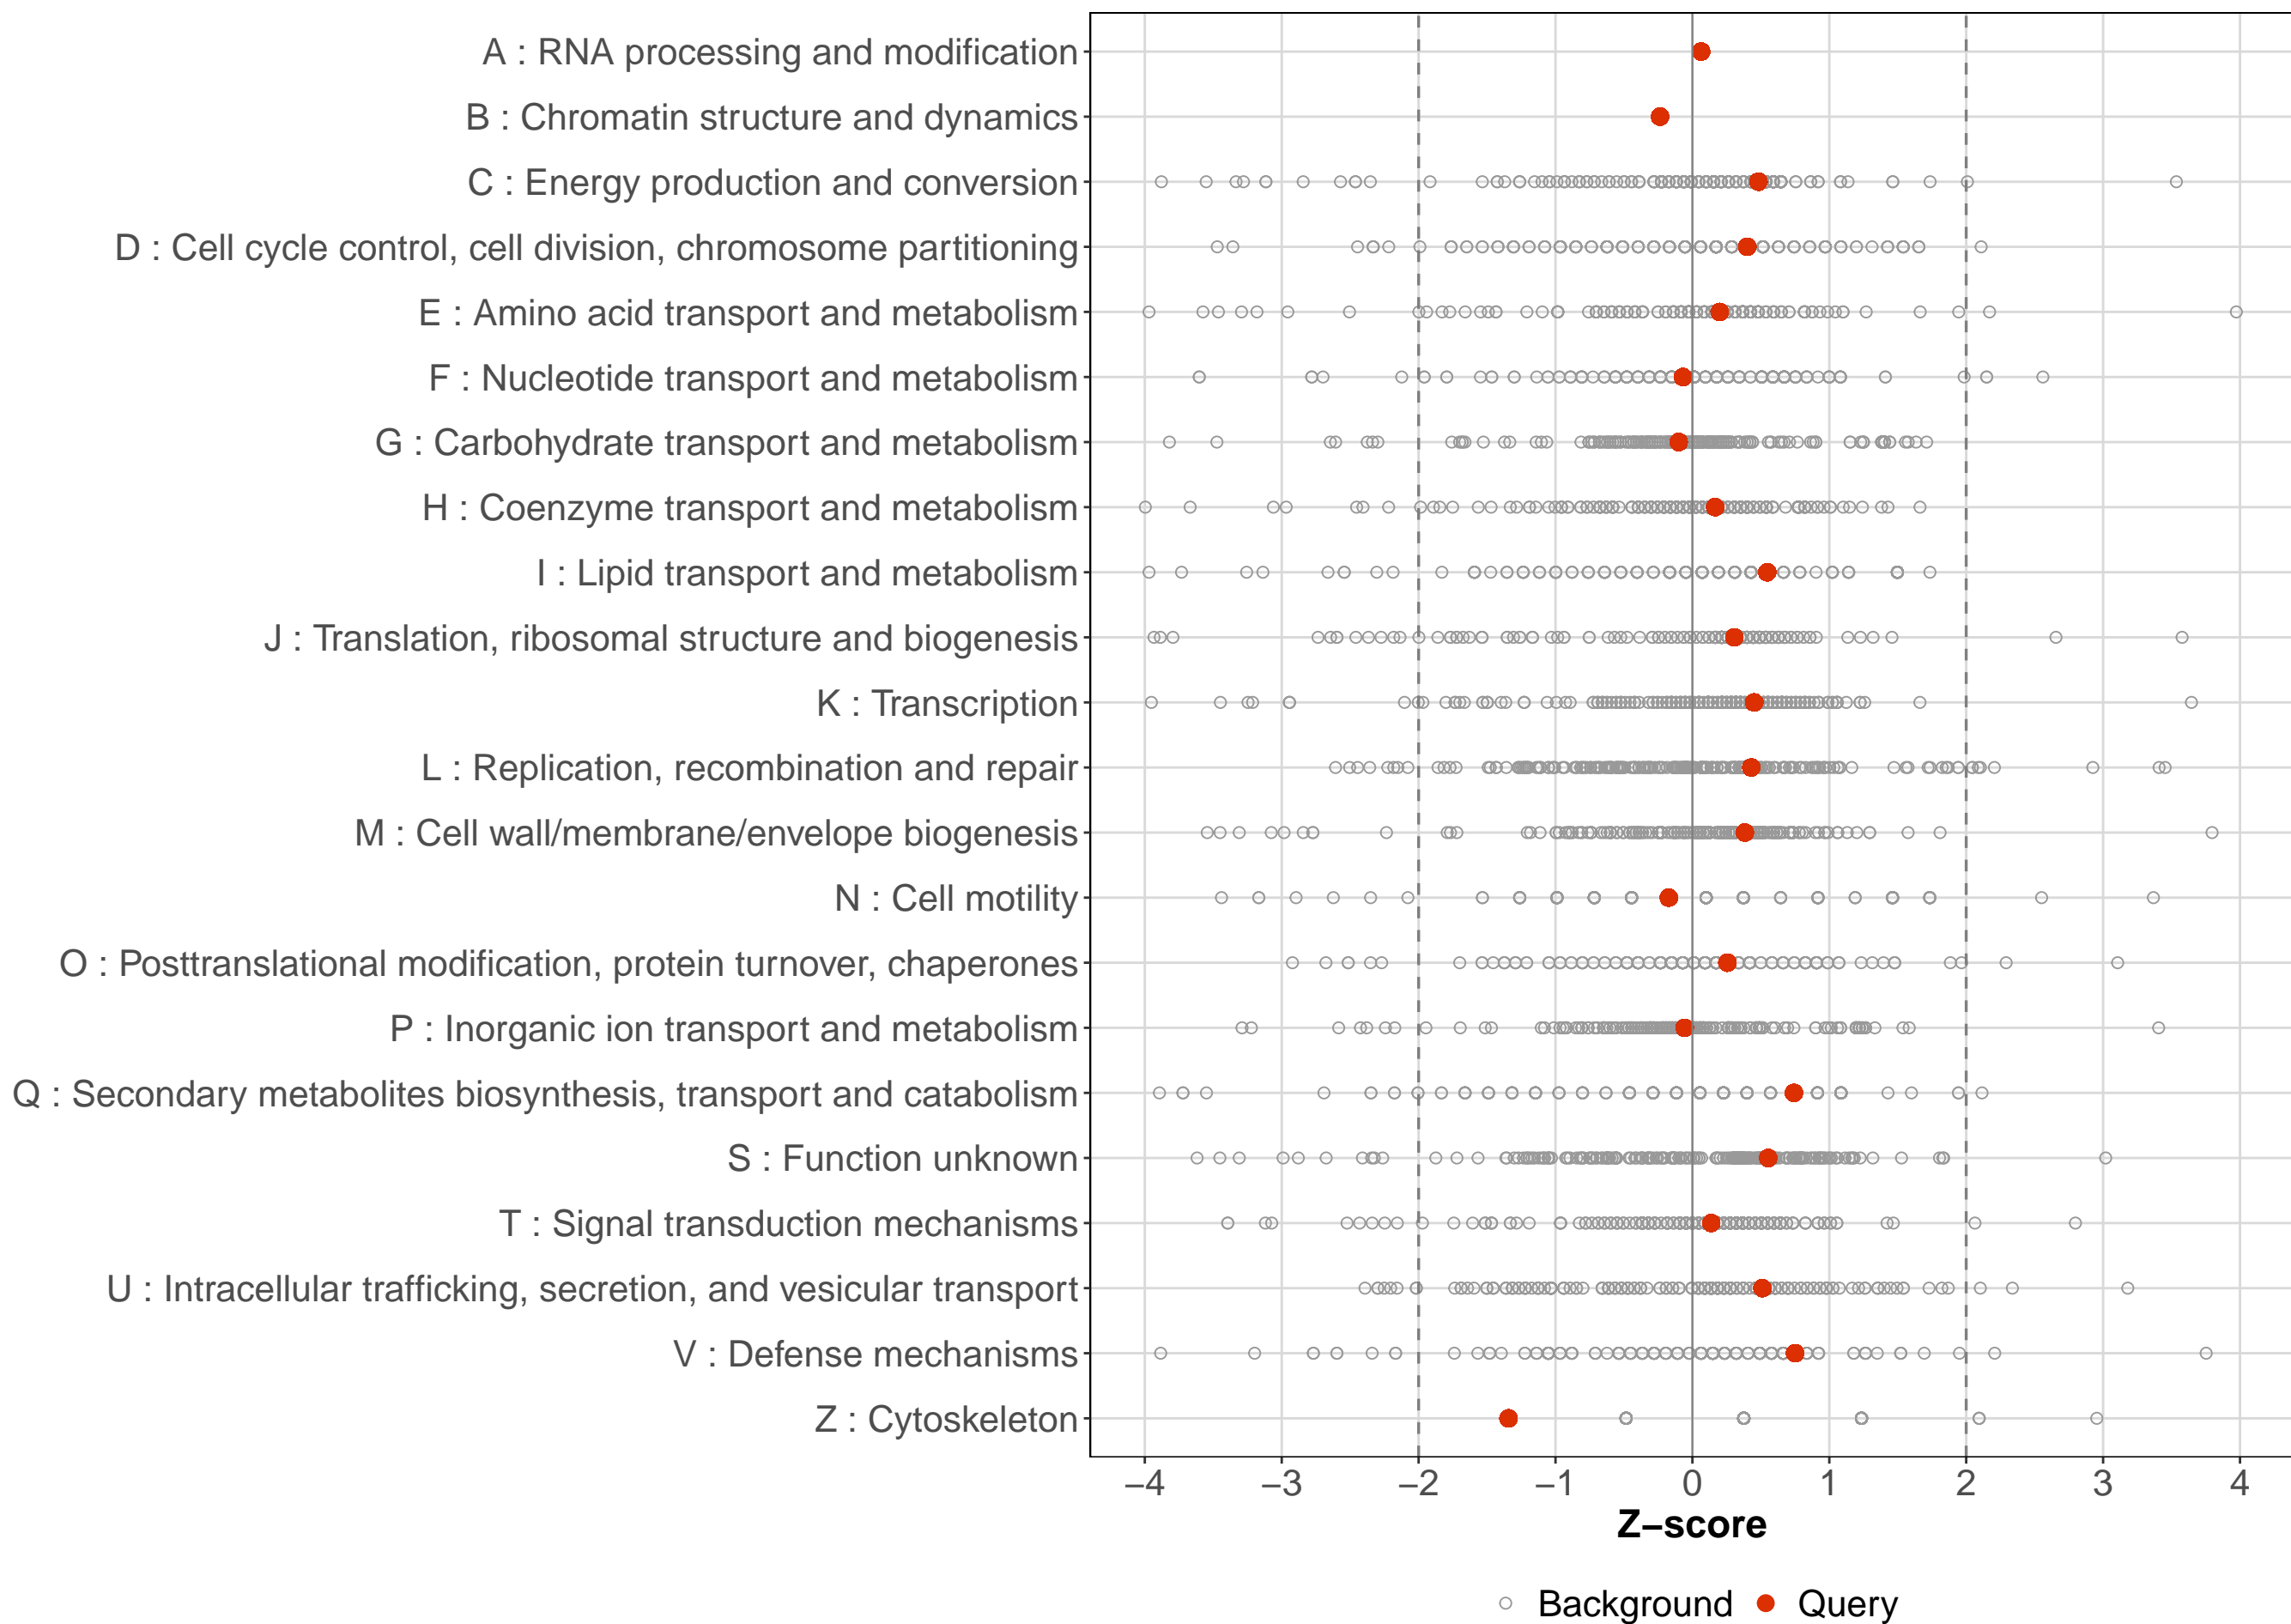 A : RNA processing and modification
B : Chromatin structure and dynamics
C : Energy production and conversion
D : Cell cycle control, cell division, chromosome partitioning
E : Amino acid transport and metabolism
F : Nucleotide transport and metabolism
G : Carbohydrate transport and metabolism
H : Coenzyme transport and metabolism
I : Lipid transport and metabolism
J : Translation, ribosomal structure and biogenesis
K : Transcription
L : Replication, recombination and repair
M : Cell wall/membrane/envelope biogenesis
N : Cell motility
O : Posttranslational modification, protein turnover, chaperones
P : Inorganic ion transport and metabolism
Q : Secondary metabolites biosynthesis, transport and catabolism
S : Function unknown
T : Signal transduction mechanisms
U : Intracellular trafficking, secretion, and vesicular transport
V : Defense mechanisms
Z : Cytoskeleton
−4 −3 −2 −1 0 1 2 3 4
Z−score
Background Query